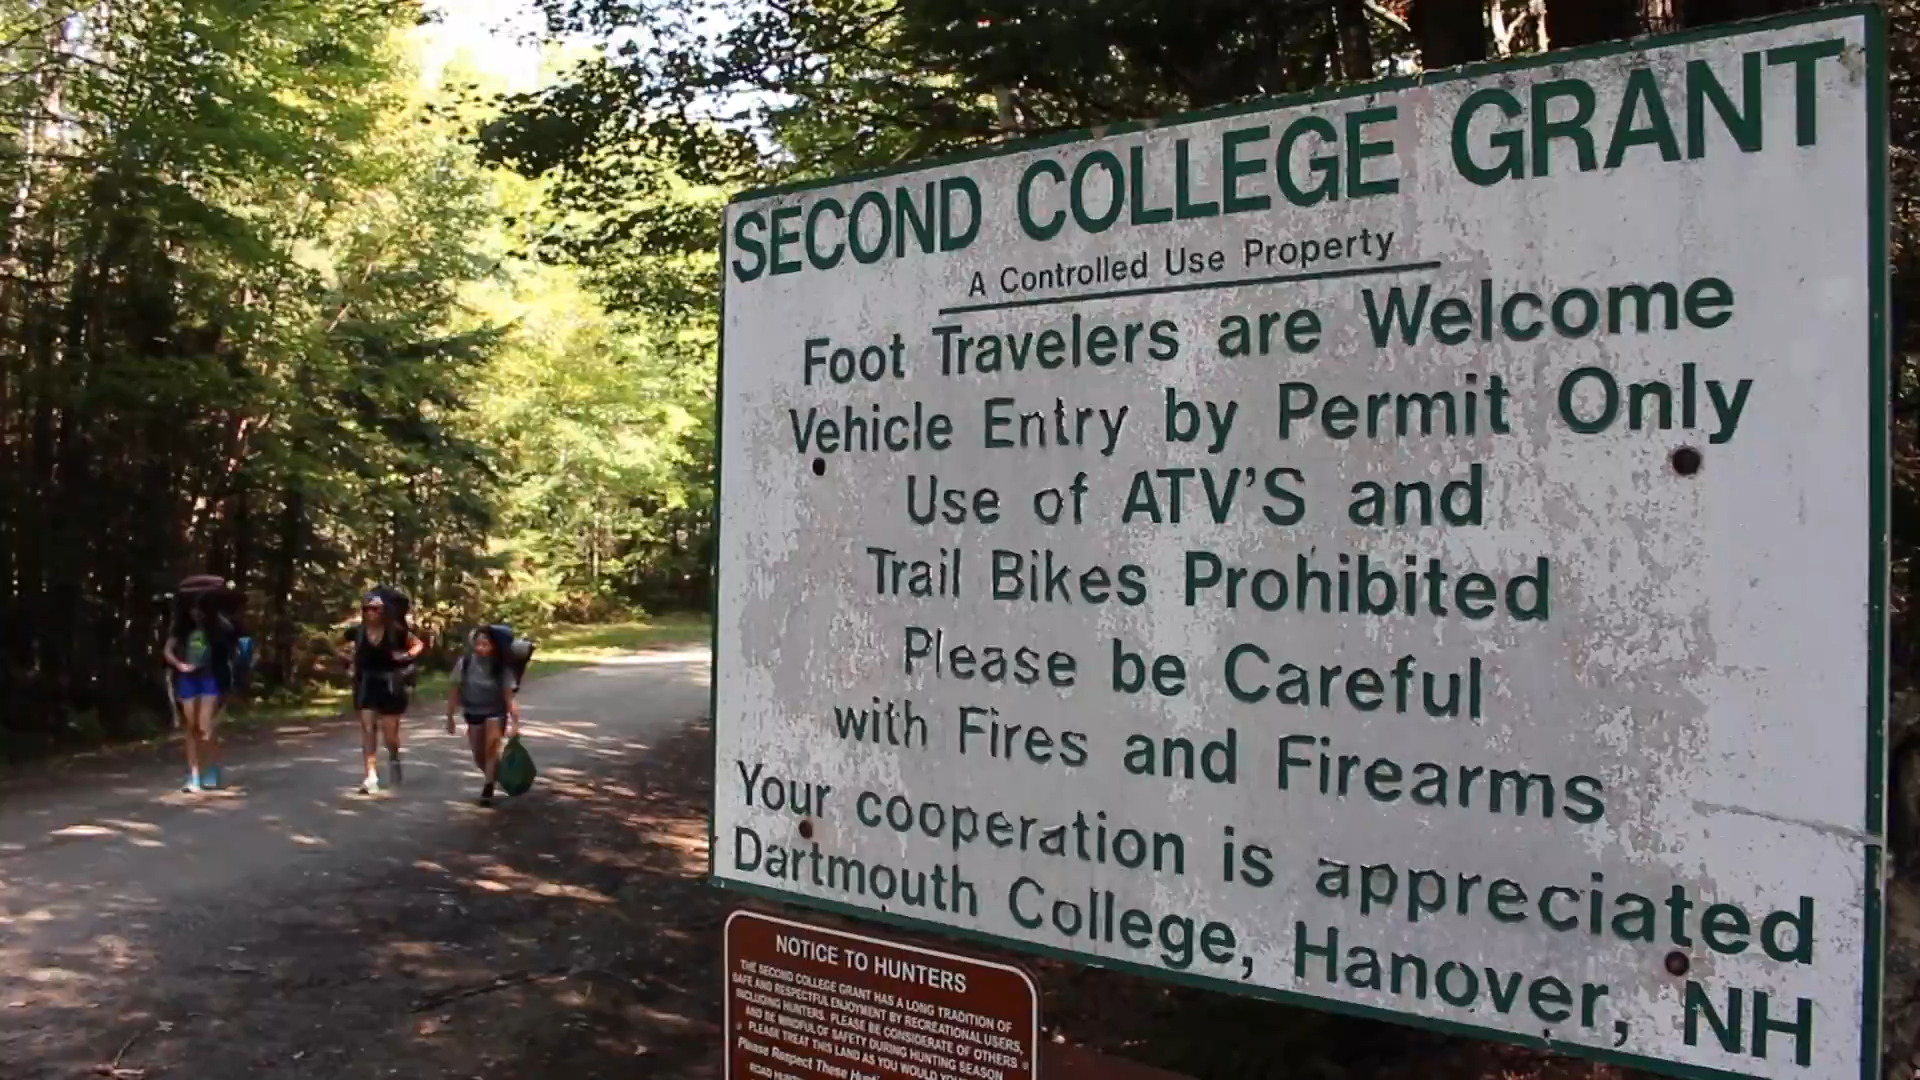 SECOND COLLEGE GRANT
A Controlled Use Property
Foot Travelers are Welcome
Vehicle Entry by Permit Only
Use of ATV'S and
Trail Bikes Prohibited
Please be Careful
with Fires and Firearms
Your cooperation is appreciated
Dartmouth College, Hanover, NH
NOTICE TO HUNTERS
THE SECOND COLLEGE GRANT HAS A LONG TRADITION OF
SAFE AND RESPECTFUL ENJOYMENT BY RECREATIONAL USERS,
INCLUDING HUNTERS. PLEASE BE CONSIDERATE OF OTHERS
AND BE MINDFUL OF SAFETY DURING HUNTING SEASON
PLEASE TREAT THIS LAND AS YOU WOULD
Please Respect These
ROAD